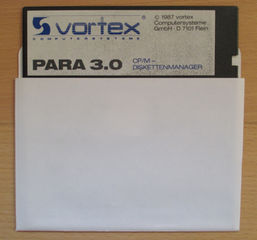 vortex
COMPUTERSYSTEME
© 1987 vortex
Computersysteme
GmbH · D 7101 Flein
PARA 3.0
CP/M –
DISKETTENMANAGER